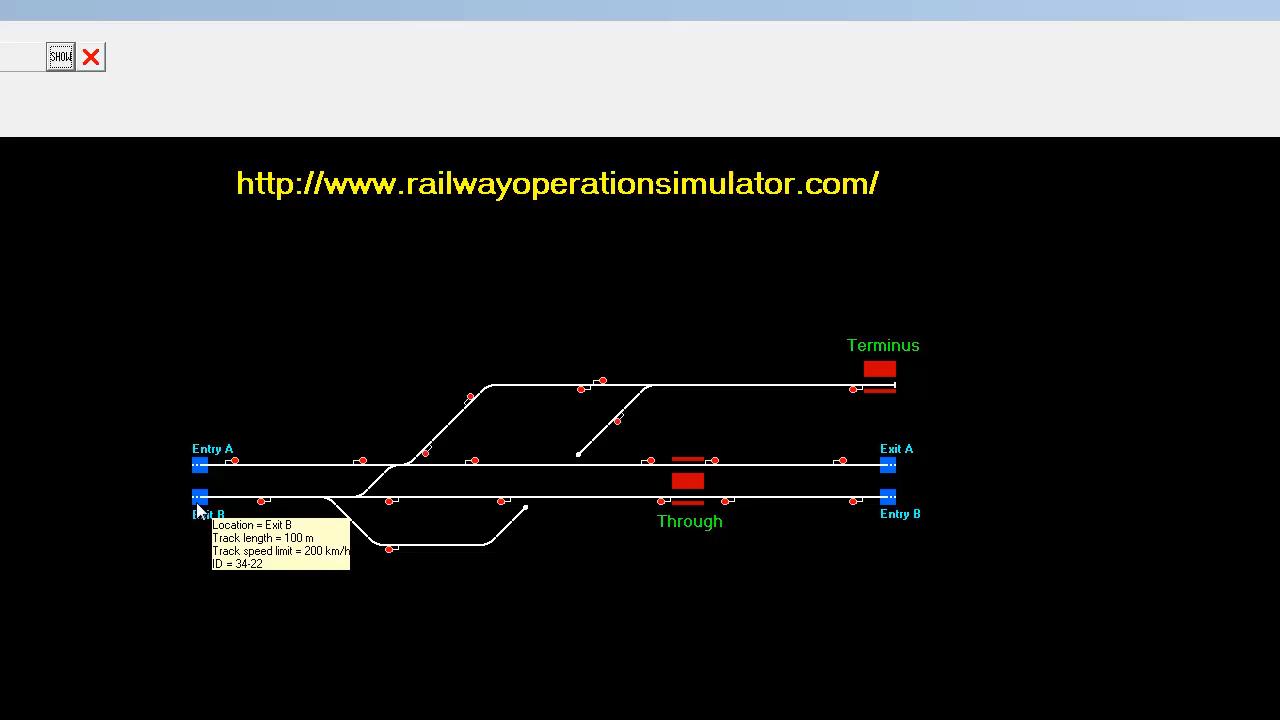 SHOW
http://www.railwayoperationsimulator.com/
Terminus
Entry A
Exit A
Exit B
Entry B
Through
Location = Exit B
Track length = 100 m
Track speed limit = 200 km/h
ID = 34-22